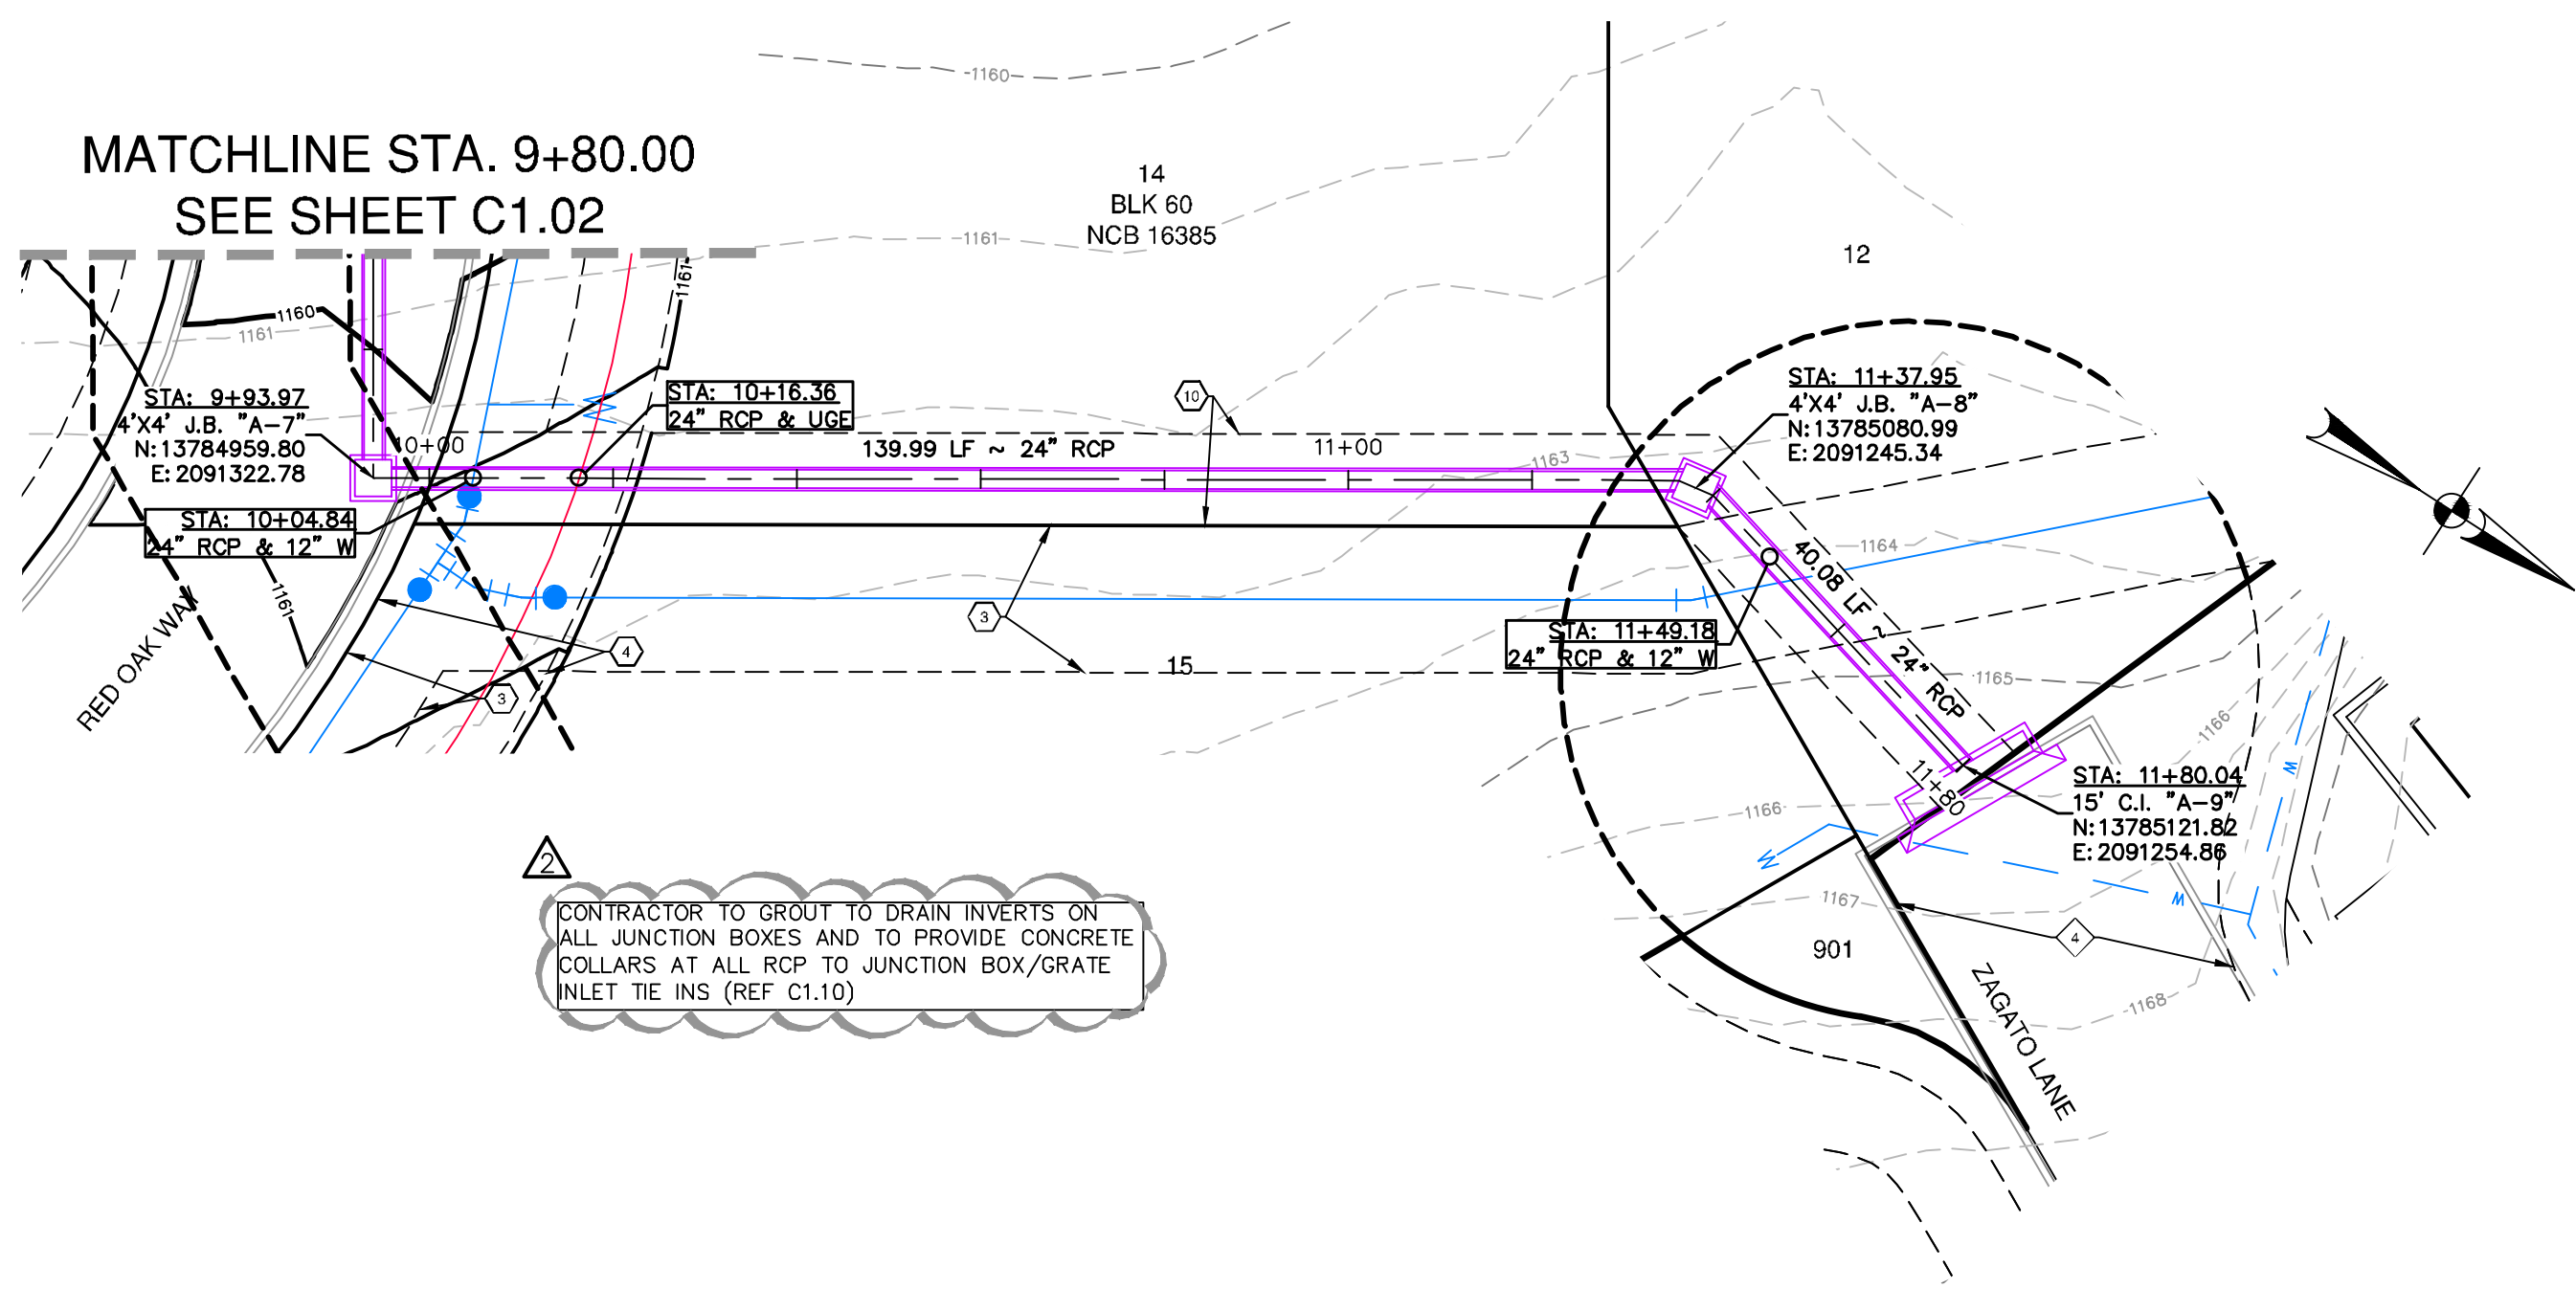 MATCHLINE STA. 9+80.00
SEE SHEET C1.02
-1160-
14
BLK 60
NCB 16385
-1161-
12
1161
1160
1161
STA: 9+93.97
4'X4' J.B. "A-7"
N:13784959.80
E:2091322.78
10+00
STA: 10+16.36
24" RCP & UGE
10
139.99 LF ~ 24" RCP
11+00
1163
STA: 11+37.95
4'X4' J.B. "A-8"
N:13785080.99
E:2091245.34
STA: 10+04.84
24" RCP & 12" W
W
1161
RED OAK WAY
4
3
3
15
STA: 11+49.18
24" RCP & 12" W
40.08 LF ~ 24" RCP
1164
1165
1166
W
11+80
STA: 11+80.04
15' C.I. "A-9"
N:13785121.82
E:2091254.86
1166
W
W
1167
901
4
1168
ZAGATO LANE
2
CONTRACTOR TO GROUT TO DRAIN INVERTS ON
ALL JUNCTION BOXES AND TO PROVIDE CONCRETE
COLLARS AT ALL RCP TO JUNCTION BOX/GRATE
INLET TIE INS (REF C1.10)